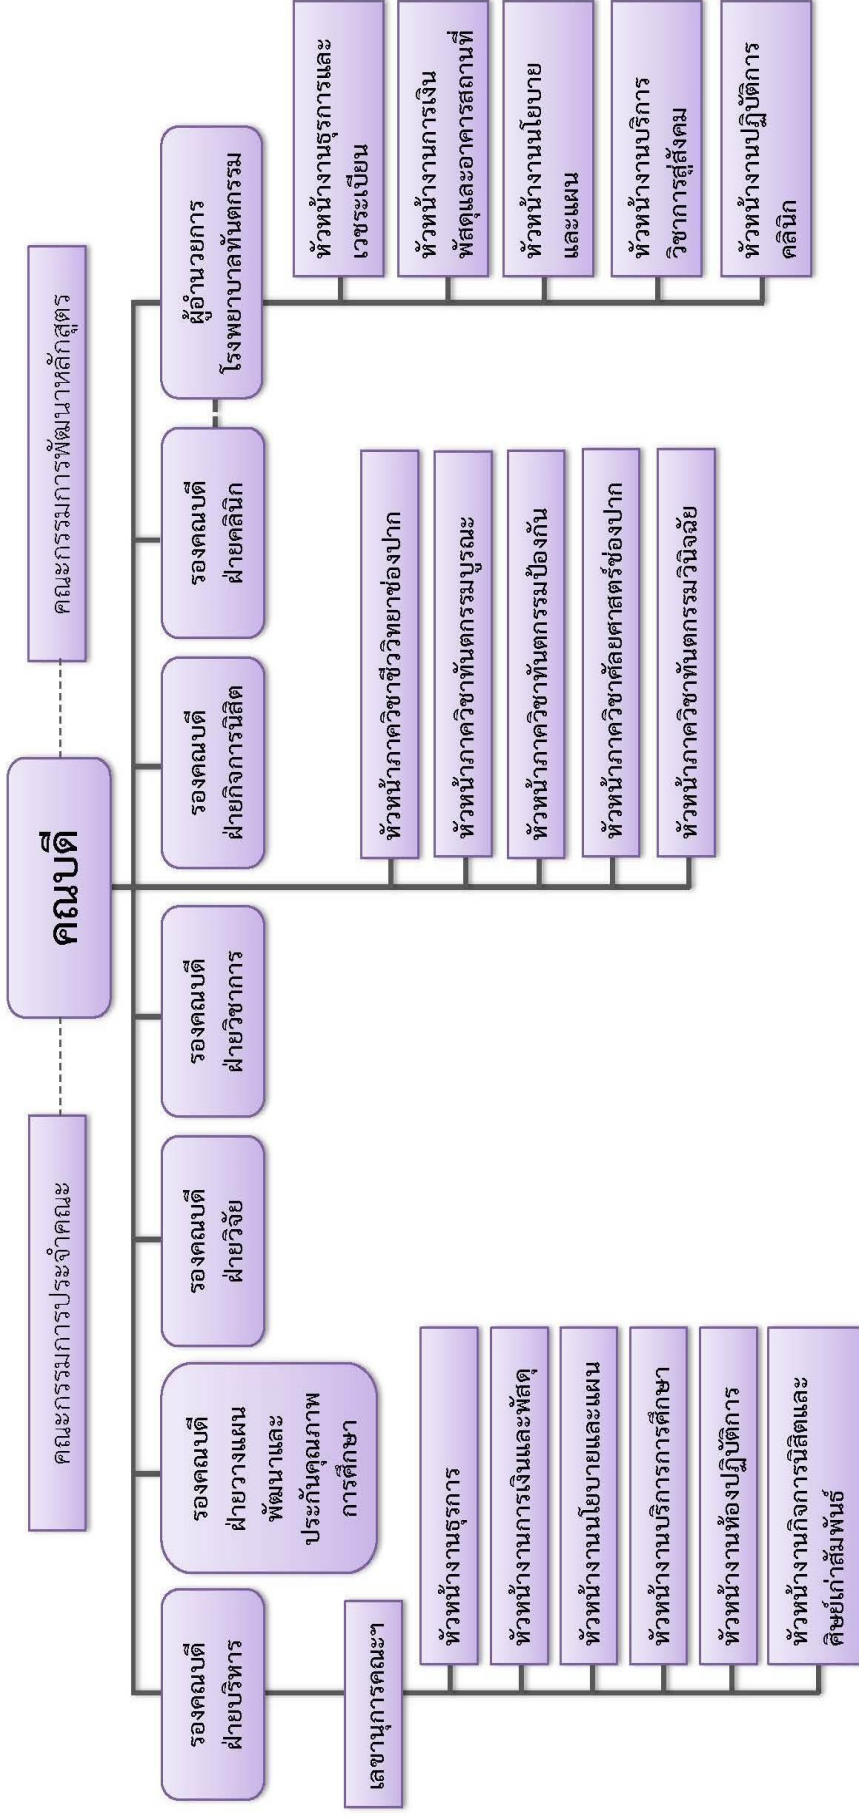 คณบดี
คณะกรรมการประจำคณะ
คณะกรรมการพัฒนาหลักสูตร
รองคณบดี
ฝ่ายบริหาร
รองคณบดี
ฝ่ายวางแผน
พัฒนาและ
ประกันคุณภาพ
การศึกษา
รองคณบดี
ฝ่ายวิจัย
รองคณบดี
ฝ่ายวิชาการ
รองคณบดี
ฝ่ายกิจการนิสิต
รองคณบดี
ฝ่ายคลินิก
ผู้อำนวยการ
โรงพยาบาลทันตกรรม
เลขานุการคณะฯ
หัวหน้างานธุรการ
หัวหน้างานการเงินและพัสดุ
หัวหน้างานนโยบายและแผน
หัวหน้างานบริการการศึกษา
หัวหน้างานห้องปฏิบัติการ
หัวหน้างานกิจการนิสิตและ
ศิษย์เก่าสัมพันธ์
หัวหน้าภาควิชาชีววิทยาช่องปาก
หัวหน้าภาควิชาทันตกรรมบูรณะ
หัวหน้าภาควิชาทันตกรรมป้องกัน
หัวหน้าภาควิชาศัลยศาสตร์ช่องปาก
หัวหน้าภาควิชาทันตกรรมวินิจฉัย
หัวหน้างานธุรการและ
เวชระเบียน
หัวหน้างานการเงิน
พัสดุและอาคารสถานที่
หัวหน้างานนโยบาย
และแผน
หัวหน้างานบริการ
วิชาการสู่สังคม
หัวหน้างานปฏิบัติการ
คลินิก